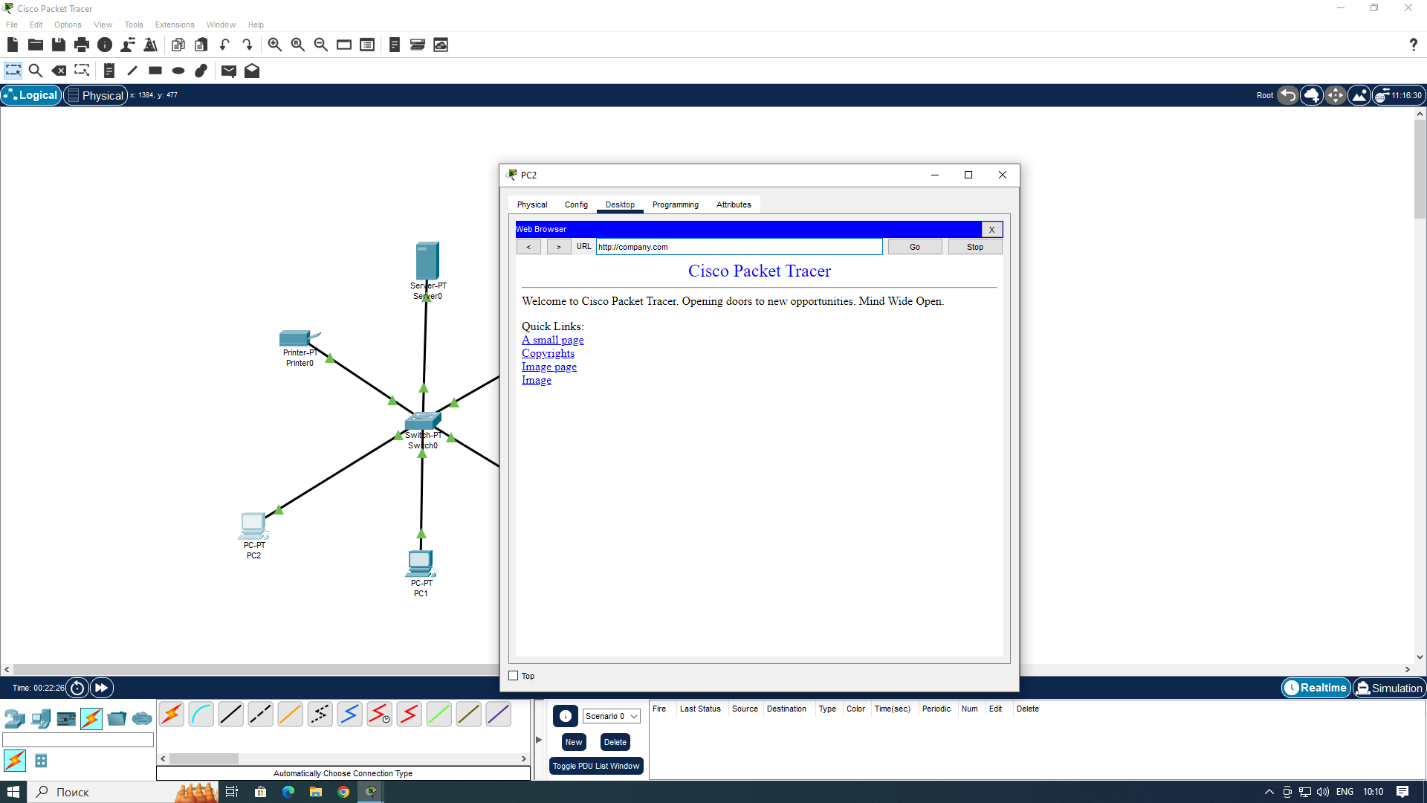 Cisco Packet Tracer
File Edit Options View Tools Extensions Window Help
?
Logical Physical x: 1384, y: 477
Root 11:16:30
Server-PT
Server0
Printer-PT
Printer0
Switch-PT
Switch0
PC-PT
PC2
PC-PT
PC1
PC2
Physical Config Desktop Programming Attributes
Web Browser X
< > URL http://company.com Go Stop
Cisco Packet Tracer
Welcome to Cisco Packet Tracer. Opening doors to new opportunities. Mind Wide Open.
Quick Links:
A small page
Copyrights
Image page
Image
Top
Time: 00:22:26
Realtime Simulation
Scenario 0
New Delete
Toggle PDU List Window
Fire Last Status Source Destination Type Color Time(sec) Periodic Num Edit Delete
Automatically Choose Connection Type
Поиск
ENG 10:10